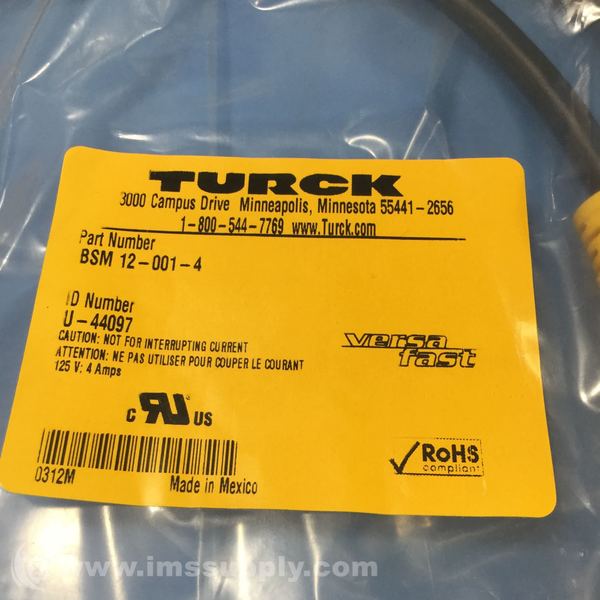 TURCK
3000 Campus Drive Minneapolis, Minnesota 55441-2656
1-800-544-7769 www.Turck.com
Part Number
BSM 12-001-4
ID Number
U-44097
CAUTION: NOT FOR INTERRUPTING CURRENT
ATTENTION: NE PAS UTILISER POUR COUPER LE COURANT
125 V: 4 Amps
versa
fast
c RU US
RoHS
compliant
0312M
Made in Mexico
© www.imssupply.com